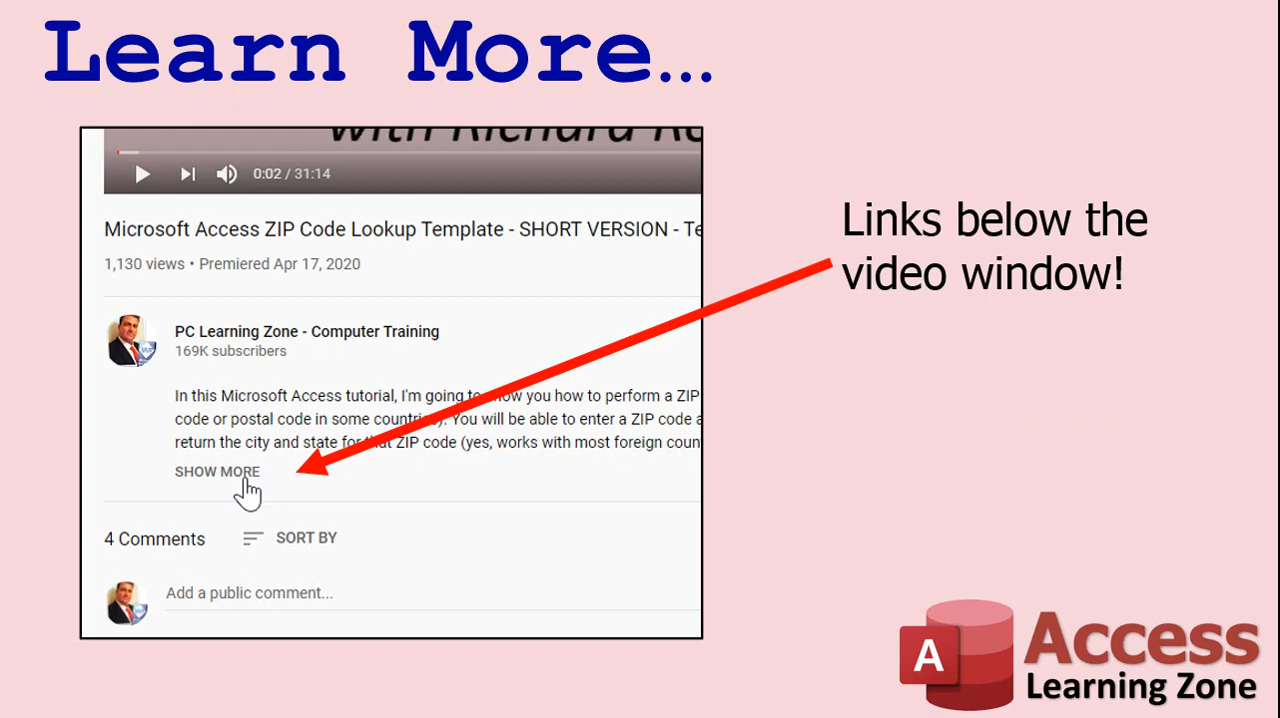 Learn More...
with Richard
0:02 / 31:14
Microsoft Access ZIP Code Lookup Template - SHORT VERSION - Te
1,130 views • Premiered Apr 17, 2020
PC Learning Zone - Computer Training
169K subscribers
In this Microsoft Access tutorial, I'm going to show you how to perform a ZIP
code or postal code in some countries). You will be able to enter a ZIP code a
return the city and state for that ZIP code (yes, works with most foreign coun
SHOW MORE
4 Comments
SORT BY
Add a public comment...
Links below the
video window!
A
Access
Learning Zone